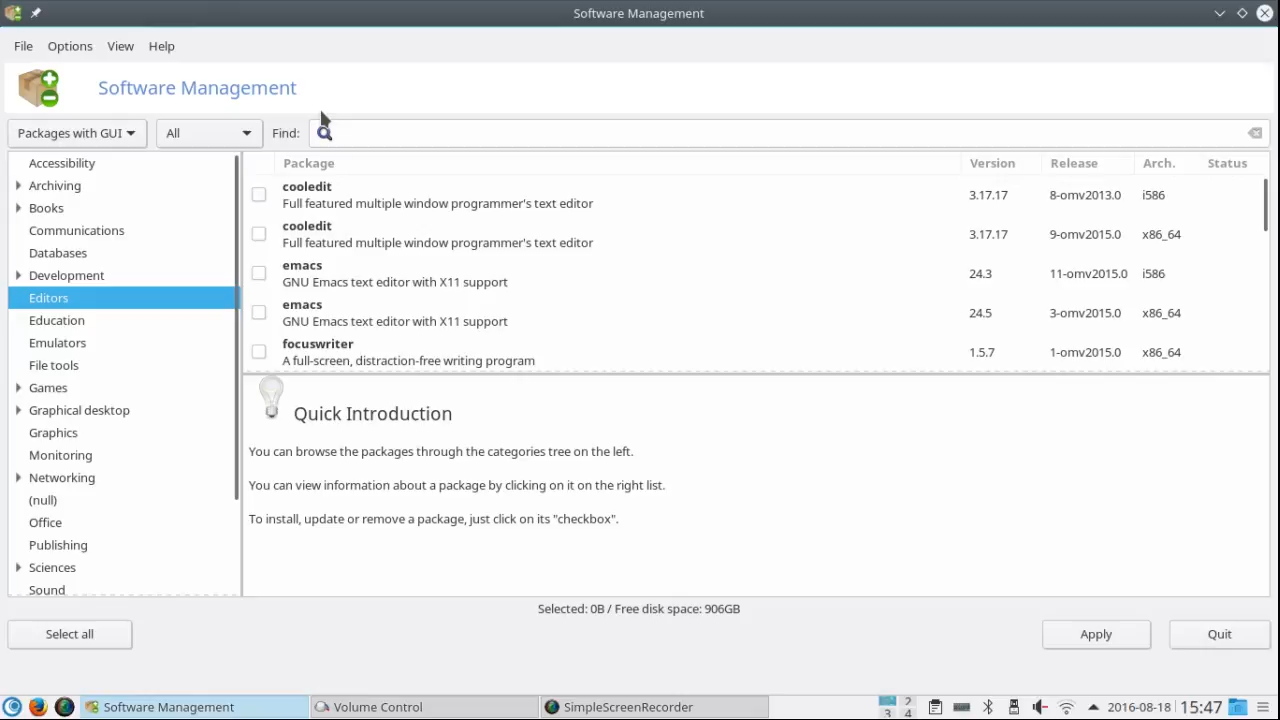 Software Management
File Options View Help
Software Management
Packages with GUI All Find:
Accessibility
Archiving
Books
Communications
Databases
Development
Editors
Education
Emulators
File tools
Games
Graphical desktop
Graphics
Monitoring
Networking
(null)
Office
Publishing
Sciences
Sound
Package Version Release Arch. Status
cooledit
Full featured multiple window programmer's text editor
3.17.17 8-omv2013.0 i586
cooledit
Full featured multiple window programmer's text editor
3.17.17 9-omv2015.0 x86_64
emacs
GNU Emacs text editor with X11 support
24.3 11-omv2015.0 i586
emacs
GNU Emacs text editor with X11 support
24.5 3-omv2015.0 x86_64
focuswriter
A full-screen, distraction-free writing program
1.5.7 1-omv2015.0 x86_64
Quick Introduction
You can browse the packages through the categories tree on the left.
You can view information about a package by clicking on it on the right list.
To install, update or remove a package, just click on its "checkbox".
Selected: 0B / Free disk space: 906GB
Select all Apply Quit
Software Management Volume Control SimpleScreenRecorder 2 3 4 2016-08-18 15:47